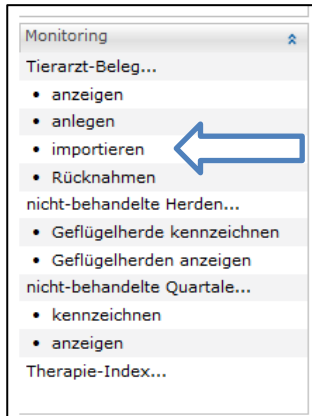 Monitoring
Tierarzt-Beleg...
• anzeigen
• anlegen
• importieren
• Rücknahmen
nicht-behandelte Herden...
• Geflügelherde kennzeichnen
• Geflügelherden anzeigen
nicht-behandelte Quartale...
• kennzeichnen
• anzeigen
Therapie-Index...